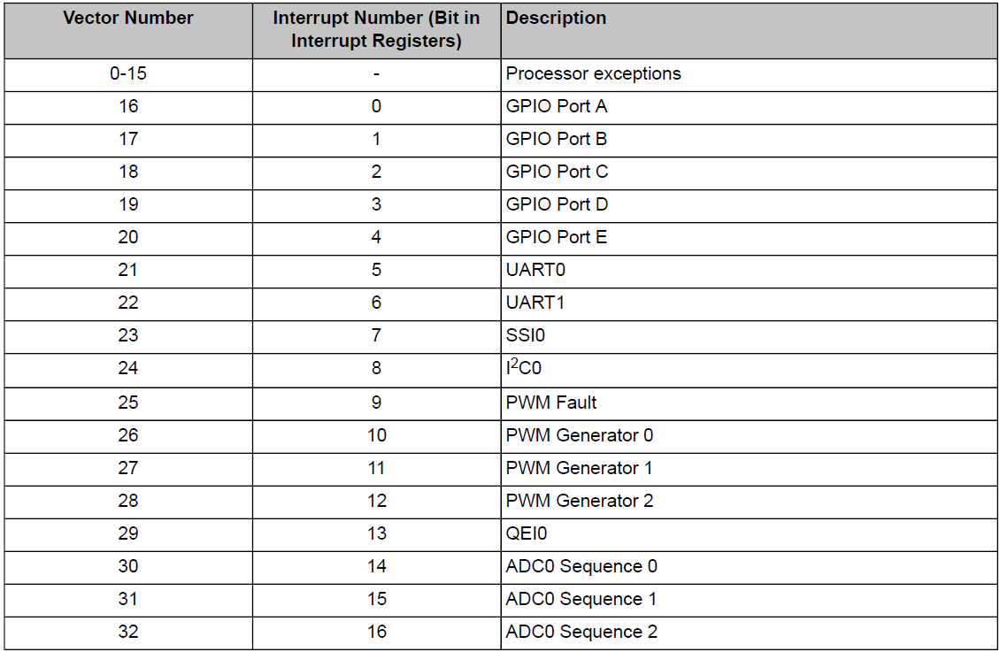 Vector Number Interrupt Number (Bit in Interrupt Registers) Description
0-15 - Processor exceptions
16 0 GPIO Port A
17 1 GPIO Port B
18 2 GPIO Port C
19 3 GPIO Port D
20 4 GPIO Port E
21 5 UART0
22 6 UART1
23 7 SSI0
24 8 I²C0
25 9 PWM Fault
26 10 PWM Generator 0
27 11 PWM Generator 1
28 12 PWM Generator 2
29 13 QEI0
30 14 ADC0 Sequence 0
31 15 ADC0 Sequence 1
32 16 ADC0 Sequence 2